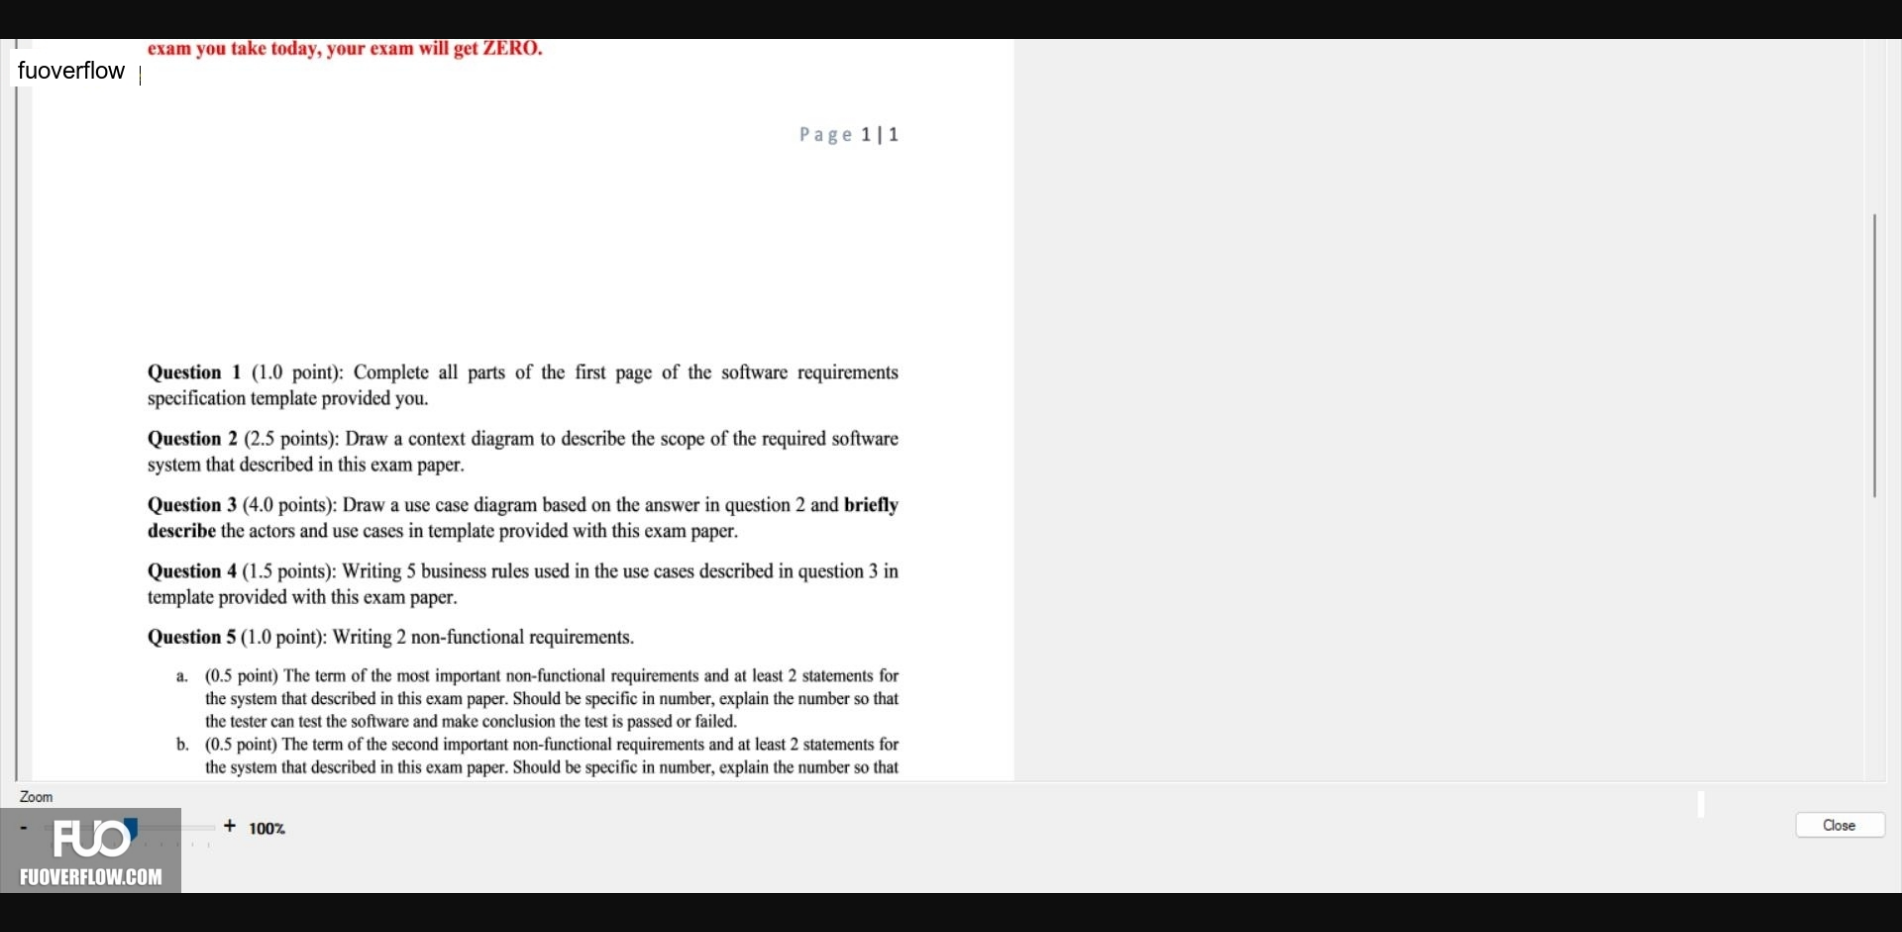 exam you take today, your exam will get ZERO.
fuoverflow
Page 1|1
Question 1 (1.0 point): Complete all parts of the first page of the software requirements
specification template provided you.
Question 2 (2.5 points): Draw a context diagram to describe the scope of the required software
system that described in this exam paper.
Question 3 (4.0 points): Draw a use case diagram based on the answer in question 2 and briefly
describe the actors and use cases in template provided with this exam paper.
Question 4 (1.5 points): Writing 5 business rules used in the use cases described in question 3 in
template provided with this exam paper.
Question 5 (1.0 point): Writing 2 non-functional requirements.
a. (0.5 point) The term of the most important non-functional requirements and at least 2 statements for
the system that described in this exam paper. Should be specific in number, explain the number so that
the tester can test the software and make conclusion the test is passed or failed.
b. (0.5 point) The term of the second important non-functional requirements and at least 2 statements for
the system that described in this exam paper. Should be specific in number, explain the number so that
Zoom
- + 100%
Close
FUO
FUOVERFLOW.COM